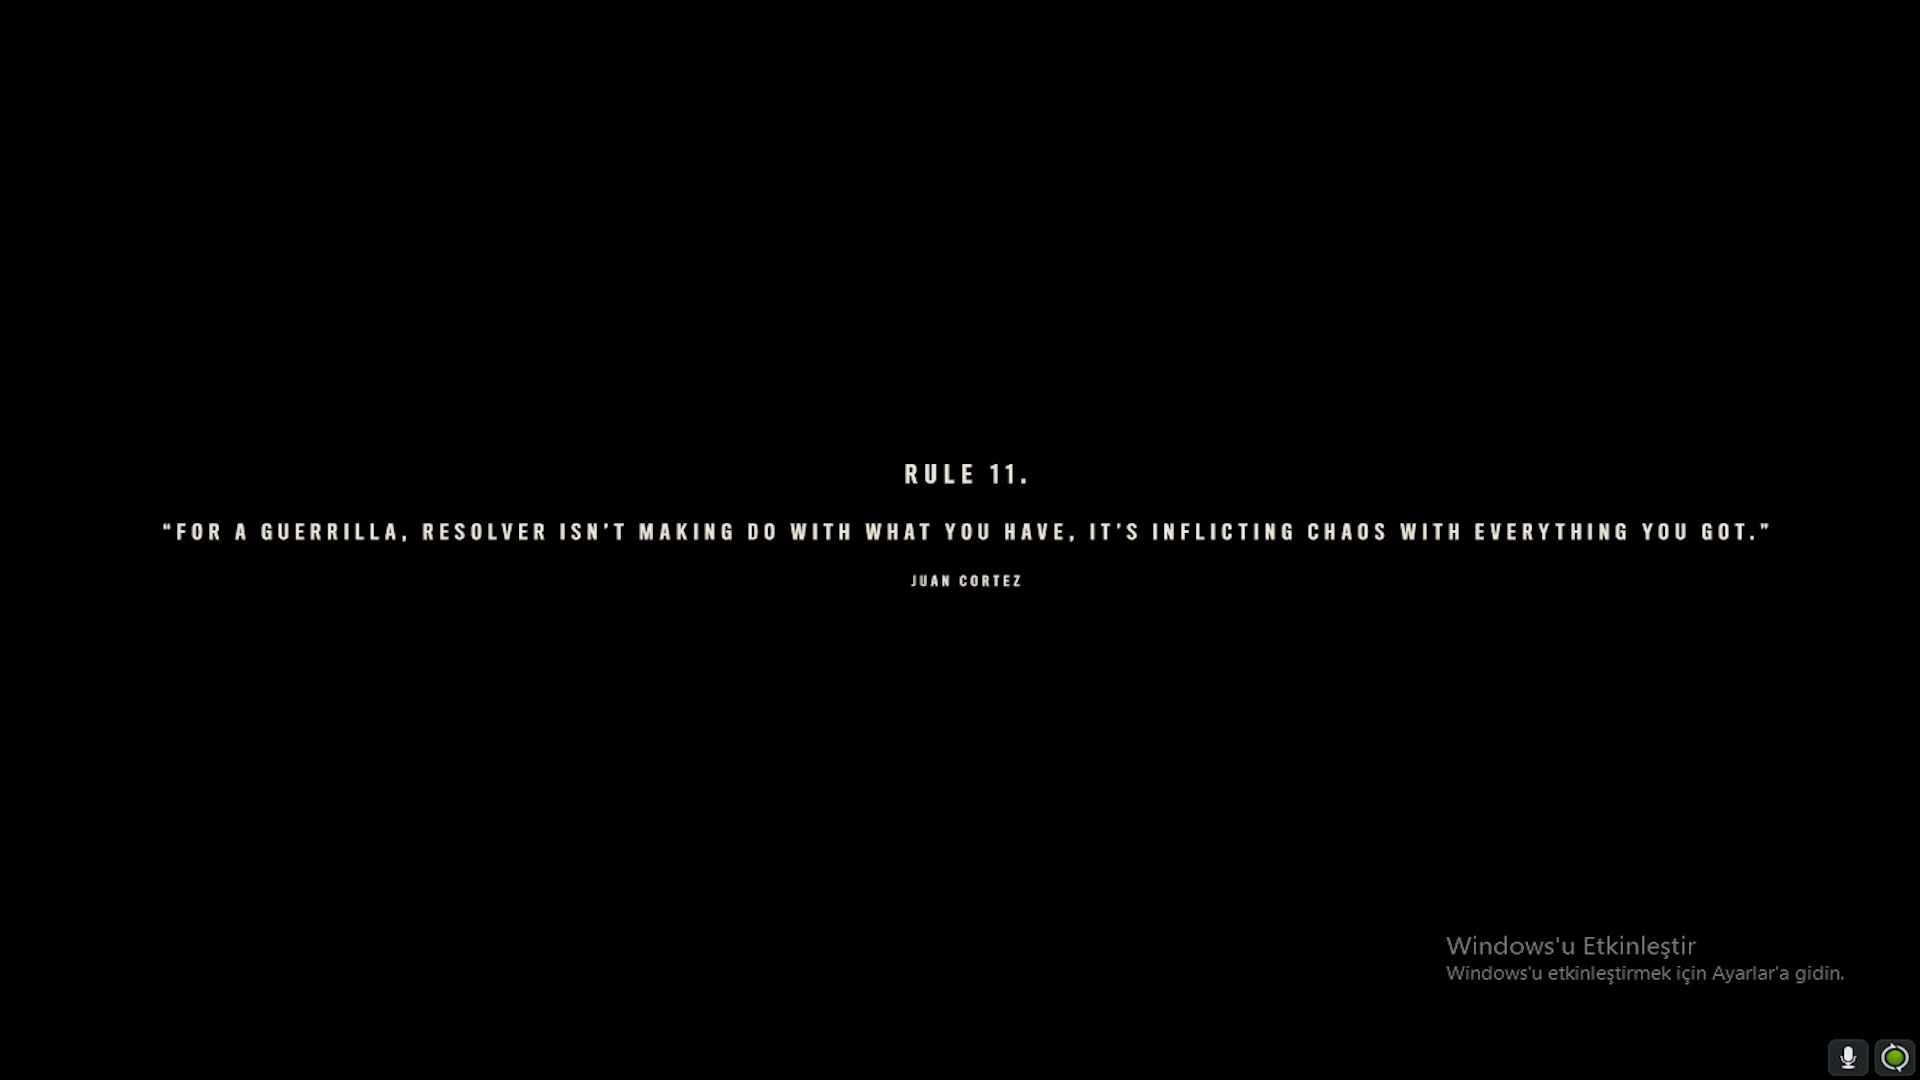 RULE 11.
“FOR A GUERRILLA, RESOLVER ISN’T MAKING DO WITH WHAT YOU HAVE, IT’S INFLICTING CHAOS WITH EVERYTHING YOU GOT.”
JUAN CORTEZ
Windows'u Etkinleştir
Windows'u etkinleştirmek için Ayarlar'a gidin.